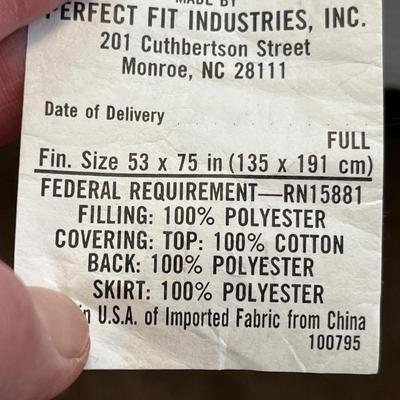 MADE BY
PERFECT FIT INDUSTRIES, INC.
201 Cuthbertson Street
Monroe, NC 28111
Date of Delivery
FULL
Fin. Size 53 x 75 in (135 x 191 cm)
FEDERAL REQUIREMENT—RN15881
FILLING: 100% POLYESTER
COVERING: TOP: 100% COTTON
BACK: 100% POLYESTER
SKIRT: 100% POLYESTER
in U.S.A. of Imported Fabric from China
100795